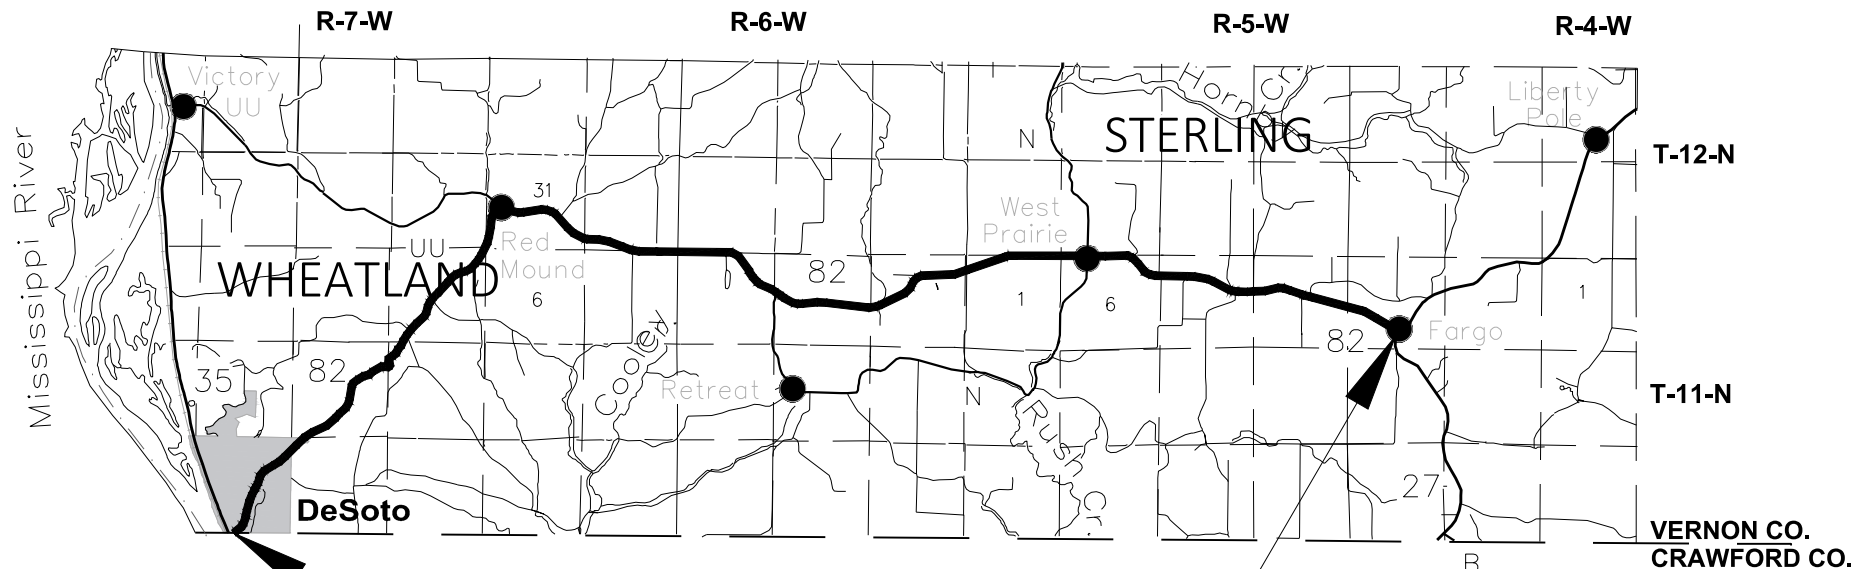 R-7-W
R-6-W
R-5-W
R-4-W
Victory
UU
Horns Cr.
Liberty
Pole
Mississippi River
N
STERLING
T-12-N
31
West
Prairie
UU
Red
Mound
WHEATLAND
82
6
1
6
1
82
Fargo
35
82
Cooley.
Retreat
N
T-11-N
Rush Cr.
27
DeSoto
VERNON CO.
CRAWFORD CO.
B